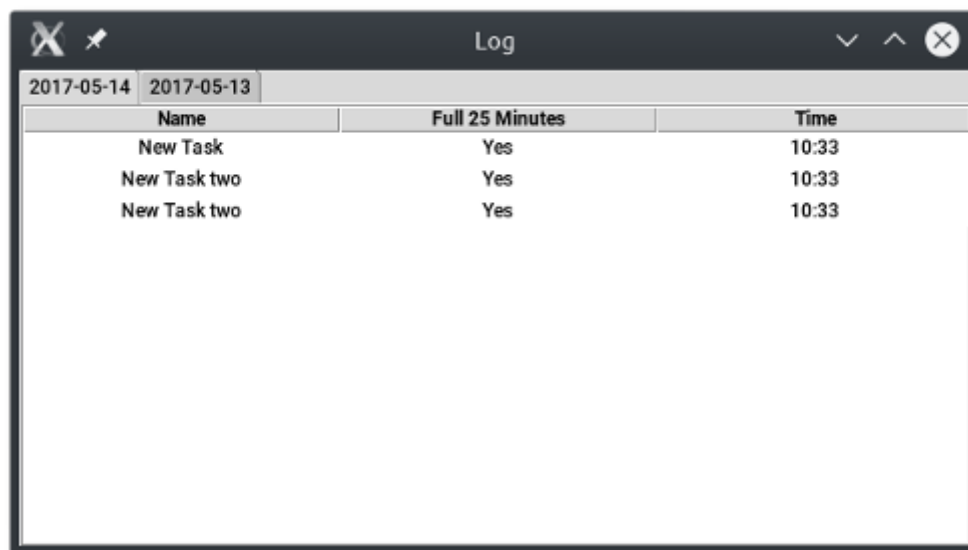 Log
2017-05-14 2017-05-13
Name Full 25 Minutes Time
New Task Yes 10:33
New Task two Yes 10:33
New Task two Yes 10:33